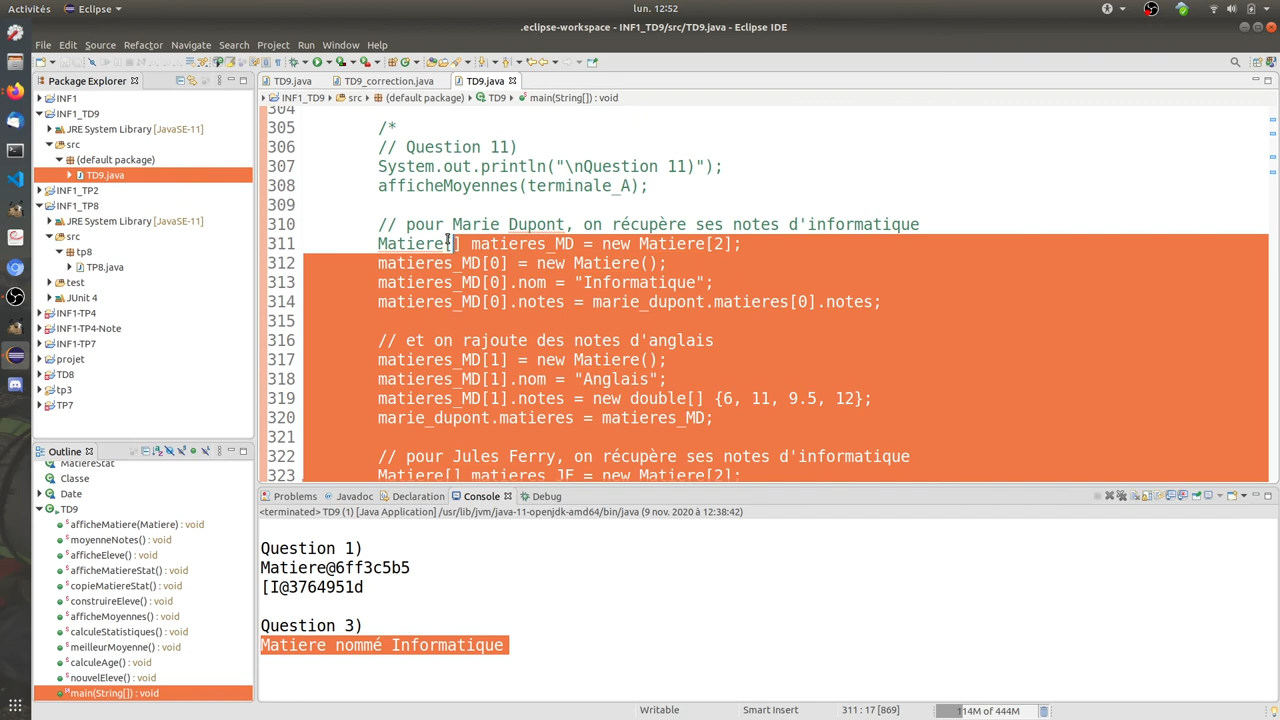 Activités
Eclipse
lun. 12:52
.eclipse-workspace - INF1_TD9/src/TD9.java - Eclipse IDE
File Edit Source Refactor Navigate Search Project Run Window Help
Package Explorer
INF1
INF1_TD9
JRE System Library [JavaSE-11]
src
(default package)
TD9.java
INF1_TP2
INF1_TP8
JRE System Library [JavaSE-11]
src
tp8
TP8.java
test
JUnit 4
INF1-TP4
INF1-TP4-Note
INF1-TP7
projet
TD8
tp3
TP7
Outline
MatiereStat
Classe
Date
TD9
afficheMatiere(Matiere) : void
moyenneNotes() : void
afficheEleve() : void
afficheMatiereStat() : void
copieMatiereStat() : void
construireEleve() : void
afficheMoyennes() : void
calculeStatistiques() : void
meilleurMoyenne() : void
calculeAge() : void
nouvelEleve() : void
main(String[]) : void
TD9.java TD9_correction.java TD9.java
INF1_TD9 src (default package) TD9 main(String[]) : void
304
305 /*
306 // Question 11)
307 System.out.println("\nQuestion 11)");
308 afficheMoyennes(terminale_A);
309
310 // pour Marie Dupont, on récupère ses notes d'informatique
311 Matiere[] matieres_MD = new Matiere[2];
312 matieres_MD[0] = new Matiere();
313 matieres_MD[0].nom = "Informatique";
314 matieres_MD[0].notes = marie_dupont.matieres[0].notes;
315
316 // et on rajoute des notes d'anglais
317 matieres_MD[1] = new Matiere();
318 matieres_MD[1].nom = "Anglais";
319 matieres_MD[1].notes = new double[] {6, 11, 9.5, 12};
320 marie_dupont.matieres = matieres_MD;
321
322 // pour Jules Ferry, on récupère ses notes d'informatique
323 Matiere[] matieres_JF = new Matiere[2];
Problems Javadoc Declaration Console Debug
<terminated> TD9 (1) [Java Application] /usr/lib/jvm/java-11-openjdk-amd64/bin/java (9 nov. 2020 à 12:38:42)
Question 1)
Matiere@6ff3c5b5
[I@3764951d
Question 3)
Matiere nommé Informatique
Writable
Smart Insert
311 : 17 [869]
114M of 444M